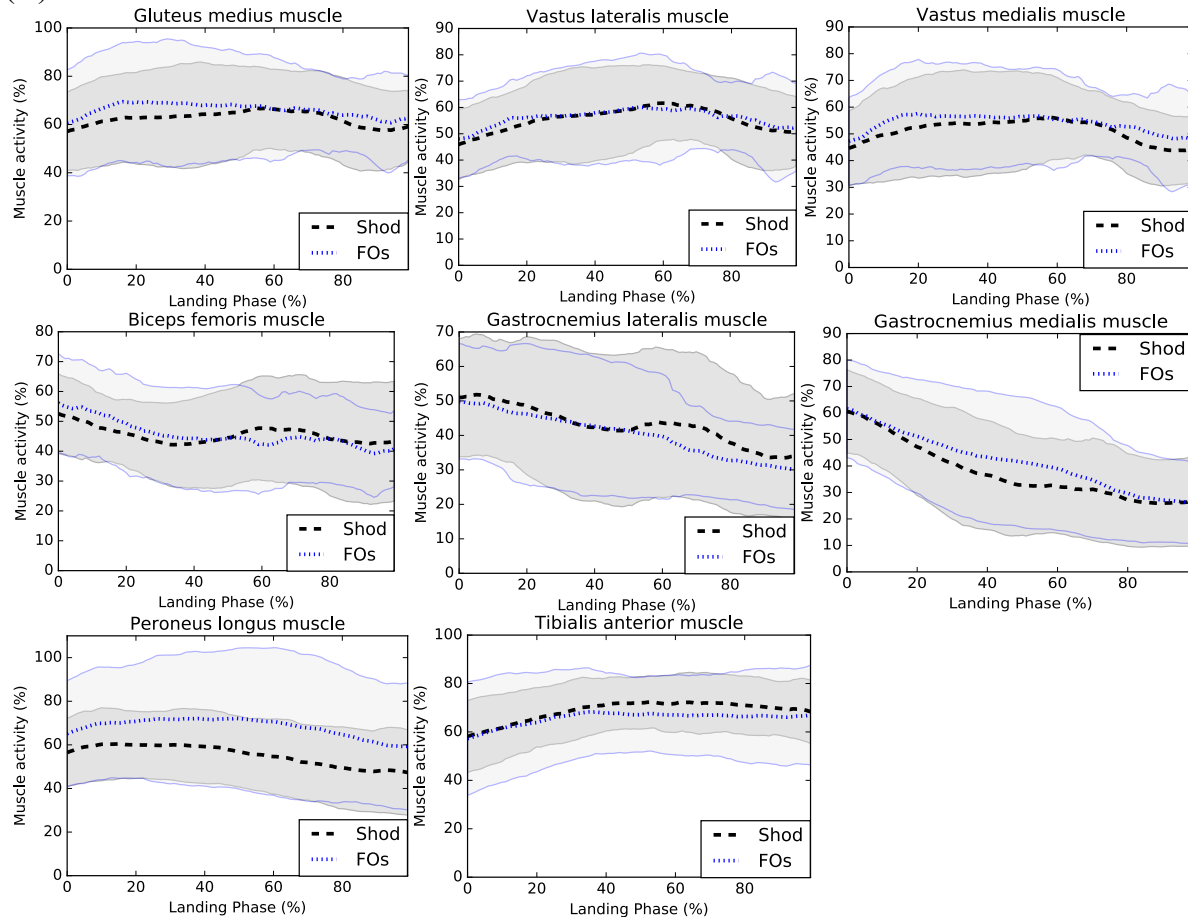 Gluteus medius muscle
Vastus lateralis muscle
Vastus medialis muscle
Muscle activity (%)
100
80
60
40
20
0
0 20 40 60 80
Landing Phase (%)
Shod
FOs
Muscle activity (%)
90
80
70
60
50
40
30
20
10
0
0 20 40 60 80
Landing Phase (%)
Shod
FOs
Muscle activity (%)
90
80
70
60
50
40
30
20
10
0
0 20 40 60 80
Landing Phase (%)
Shod
FOs
Biceps femoris muscle
Gastrocnemius lateralis muscle
Gastrocnemius medialis muscle
Muscle activity (%)
80
70
60
50
40
30
20
10
0
0 20 40 60 80
Landing Phase (%)
Shod
FOs
Muscle activity (%)
70
60
50
40
30
20
10
0
0 20 40 60 80
Landing Phase (%)
Shod
FOs
Muscle activity (%)
90
80
70
60
50
40
30
20
10
0
0 20 40 60 80
Landing Phase (%)
Shod
FOs
Peroneus longus muscle
Tibialis anterior muscle
Muscle activity (%)
100
80
60
40
20
0
0 20 40 60 80
Landing Phase (%)
Shod
FOs
Muscle activity (%)
100
80
60
40
20
0
0 20 40 60 80
Landing Phase (%)
Shod
FOs